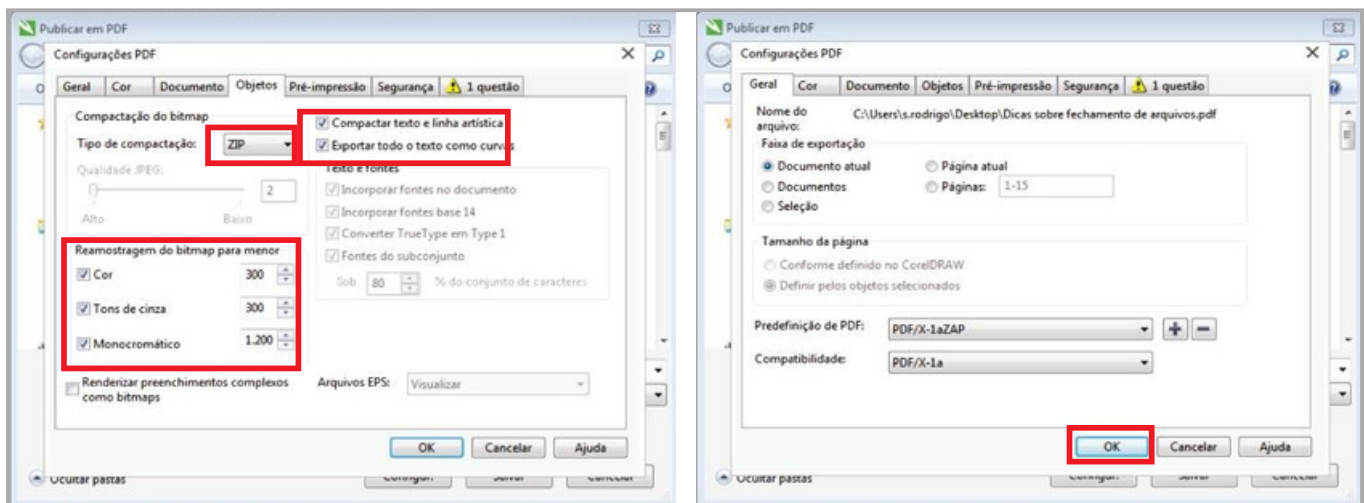 Publicar em PDF
Configurações PDF
Geral Cor Documento Objetos Pré-impressão Segurança 1 questão
Compactação do bitmap
Tipo de compactação: ZIP
Qualidade JPEG:
2
Alto Baixo
Compactar texto e linha artística
Exportar todo o texto como curvas
Texto e fontes
Incorporar fontes no documento
Incorporar fontes base 14
Converter TrueType em Type 1
Fontes do subconjunto
Sob 80 % do conjunto de caracteres
Reamostragem do bitmap para menor
Cor 300
Tons de cinza 300
Monocromático 1.200
Renderizar preenchimentos complexos
como bitmaps
Arquivos EPS: Visualizar
OK Cancelar Ajuda
Ocultar pastas
Publicar em PDF
Configurações PDF
Geral Cor Documento Objetos Pré-impressão Segurança 1 questão
Nome do
arquivo: C:\Users\s.rodrigo\Desktop\Dicas sobre fechamento de arquivos.pdf
Faixa de exportação
Documento atual Página atual
Documentos Páginas: 1-15
Seleção
Tamanho da página
Conforme definido no CorelDRAW
Definir pelos objetos selecionados
Predefinição de PDF: PDF/X-1aZAP
Compatibilidade: PDF/X-1a
OK Cancelar Ajuda
Ocultar pastas